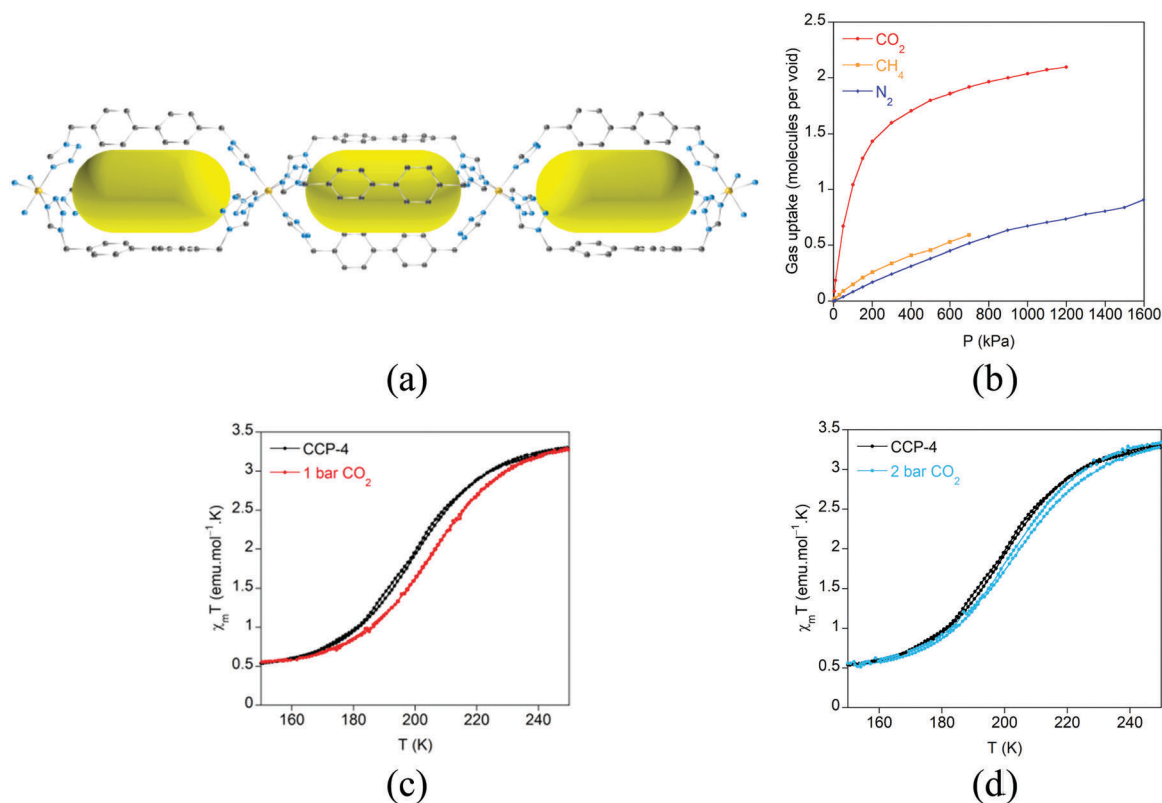 CO2
CH4
N2
Gas uptake (molecules per void)
2.5
2
1.5
1
0.5
0
0 200 400 600 800 1000 1200 1400 1600
P (kPa)
(a)
(b)
CCP-4
1 bar CO2
χmT (emu.mol⁻¹.K)
3.5
3
2.5
2
1.5
1
0.5
0
160 180 200 220 240
T (K)
(c)
CCP-4
2 bar CO2
χmT (emu.mol⁻¹.K)
3.5
3
2.5
2
1.5
1
0.5
0
160 180 200 220 240
T (K)
(d)